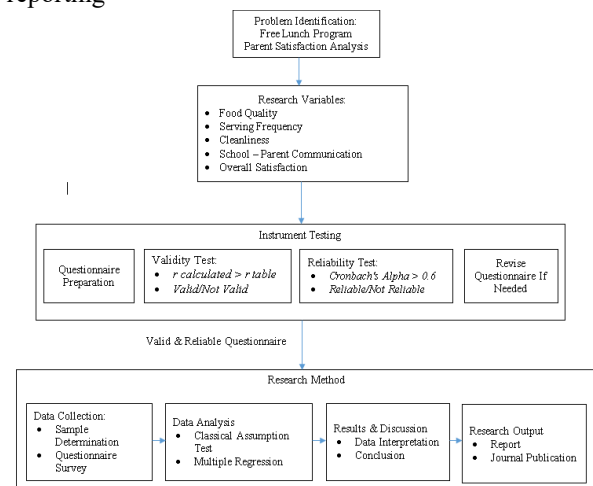 reporting
Problem Identification:
Free Lunch Program
Parent Satisfaction Analysis
Research Variables:
• Food Quality
• Serving Frequency
• Cleanliness
• School – Parent Communication
• Overall Satisfaction
Instrument Testing
Questionnaire
Preparation
Validity Test:
• r calculated > r table
• Valid/Not Valid
Reliability Test:
• Cronbach's Alpha > 0.6
• Reliable/Not Reliable
Revise
Questionnaire If
Needed
Valid & Reliable Questionnaire
Research Method
Data Collection:
• Sample
Determination
• Questionnaire
Survey
Data Analysis
• Classical Assumption
Test
• Multiple Regression
Results & Discussion
• Data Interpretation
• Conclusion
Research Output
• Report
• Journal Publication